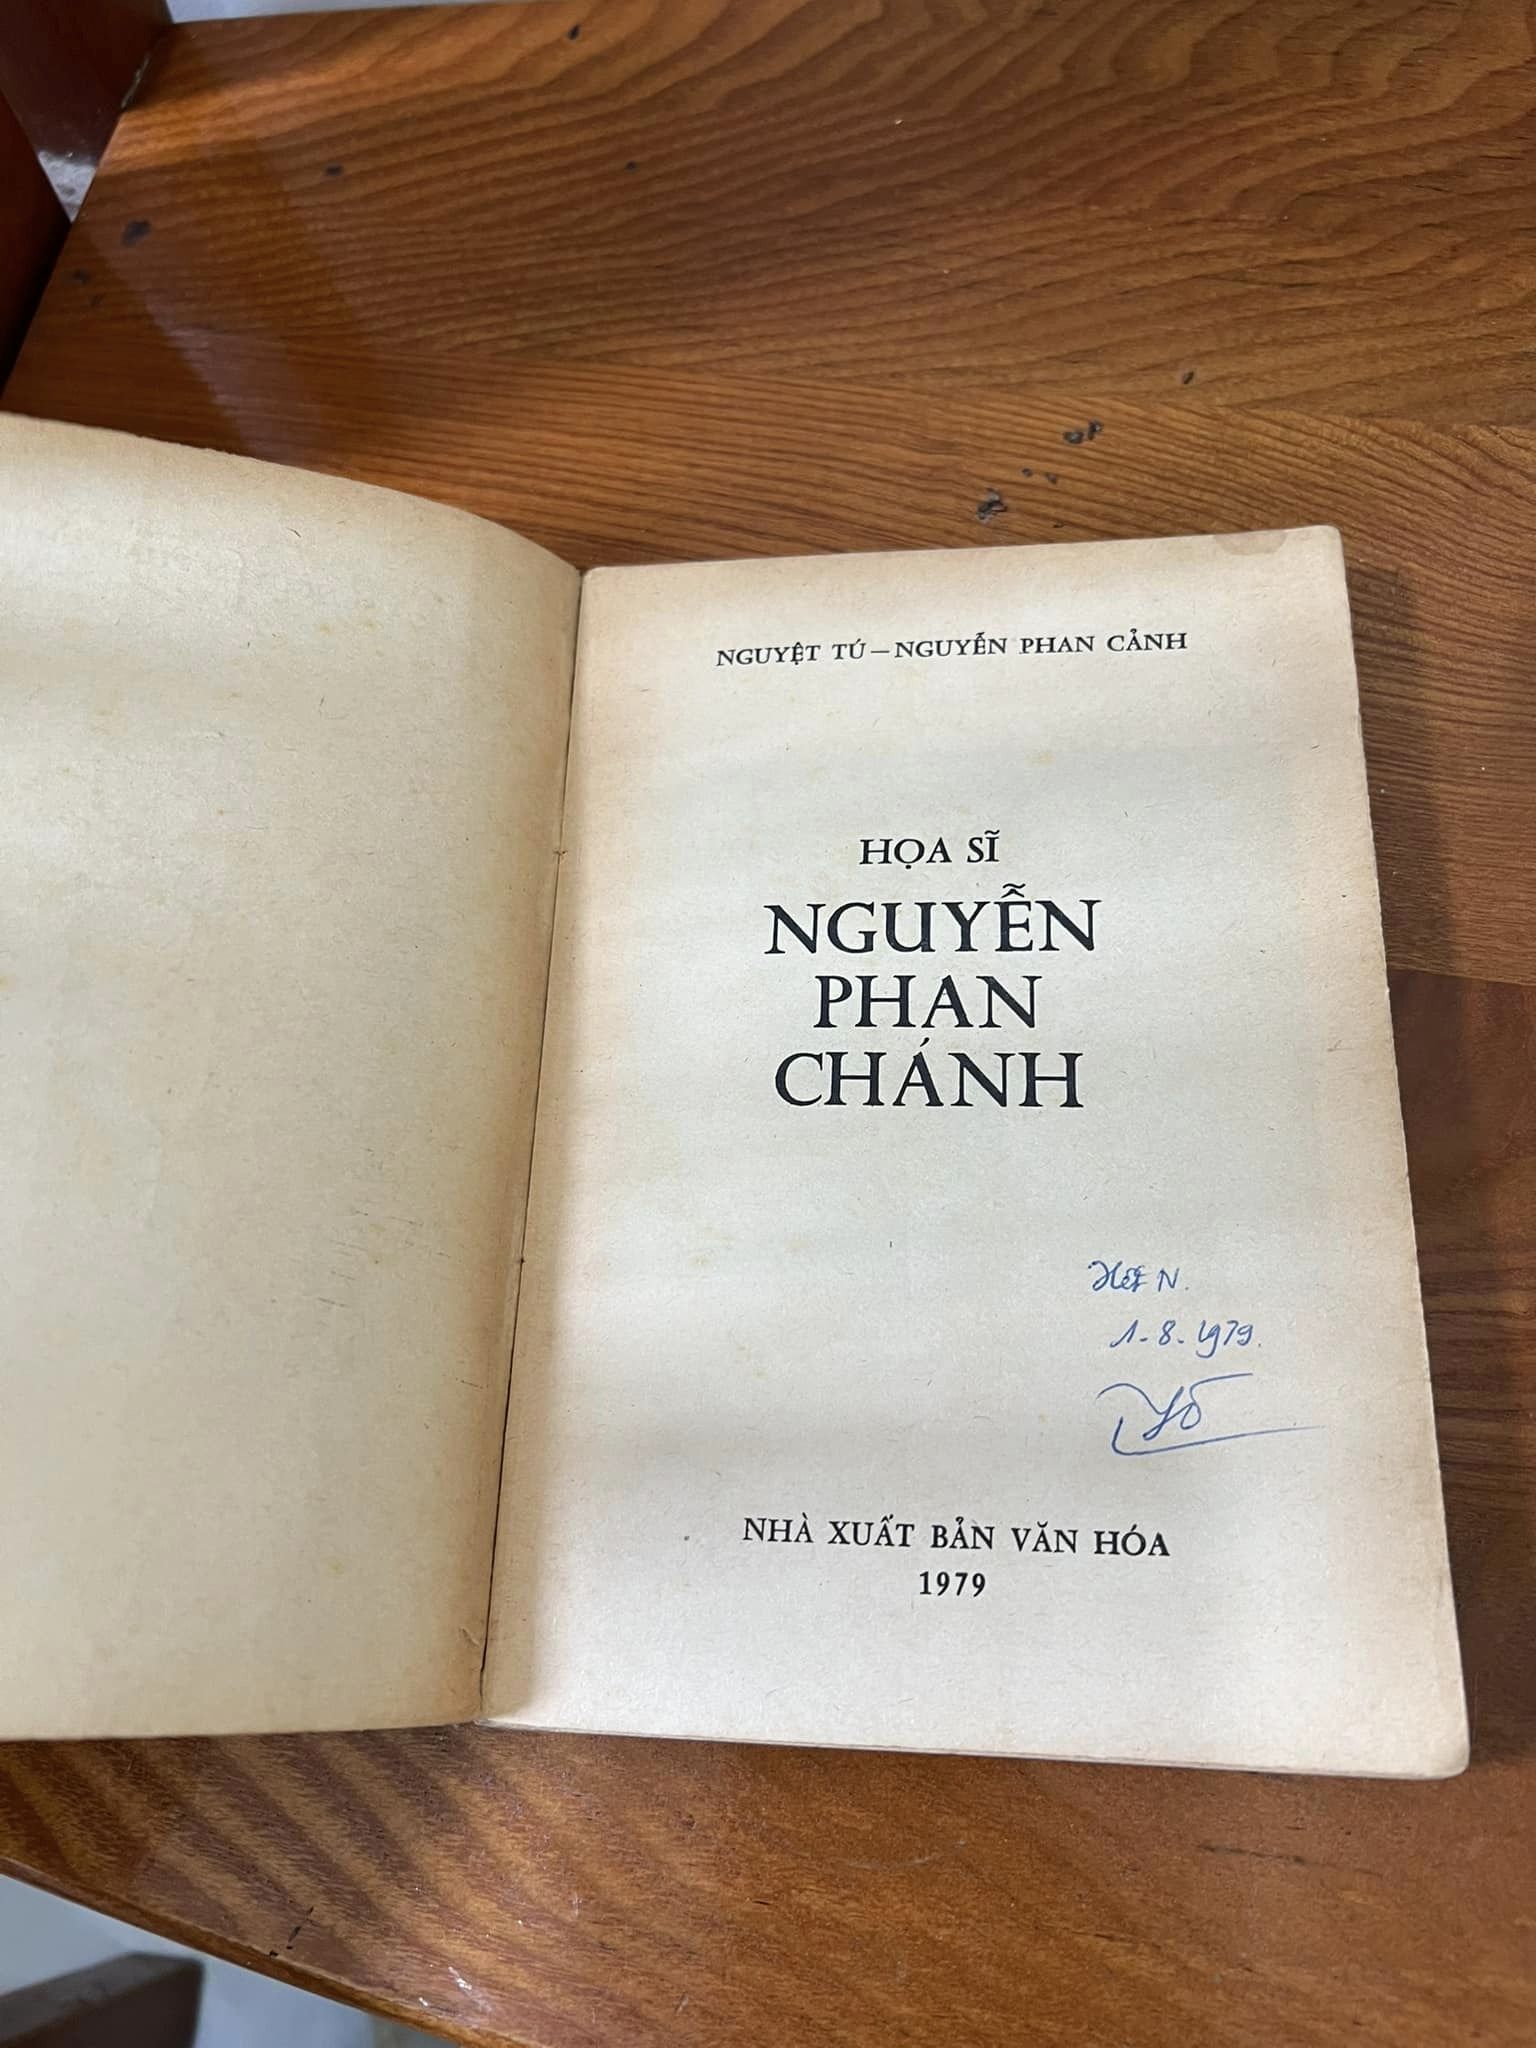 NGUYỆT TÚ — NGUYỄN PHAN CẢNH
HỌA SĨ
NGUYỄN
PHAN
CHÁNH
N.
1-8-1979.
NHÀ XUẤT BẢN VĂN HÓA
1979